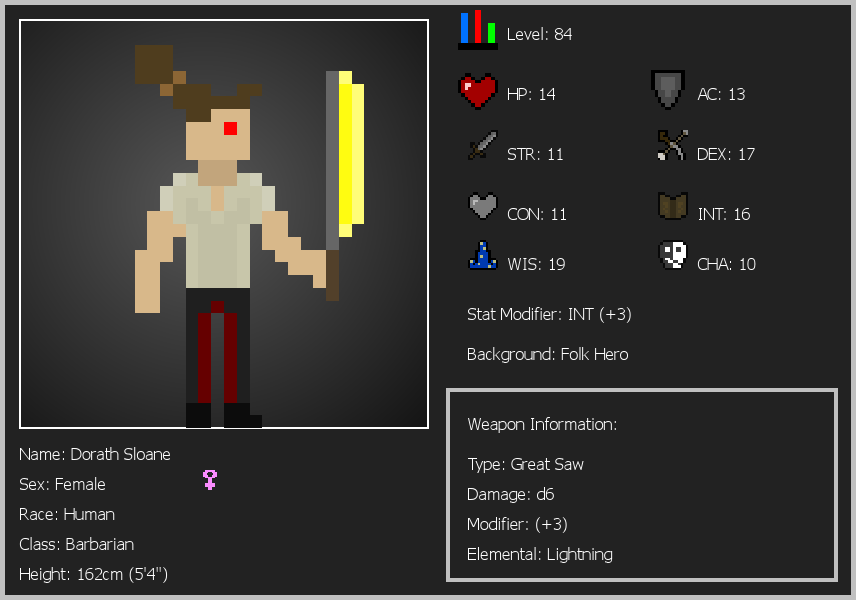 Level: 84
HP: 14
AC: 13
STR: 11
DEX: 17
CON: 11
INT: 16
WIS: 19
CHA: 10
Stat Modifier: INT (+3)
Background: Folk Hero
Weapon Information:
Type: Great Saw
Damage: d6
Modifier: (+3)
Elemental: Lightning
Name: Dorath Sloane
Sex: Female
Race: Human
Class: Barbarian
Height: 162cm (5'4")